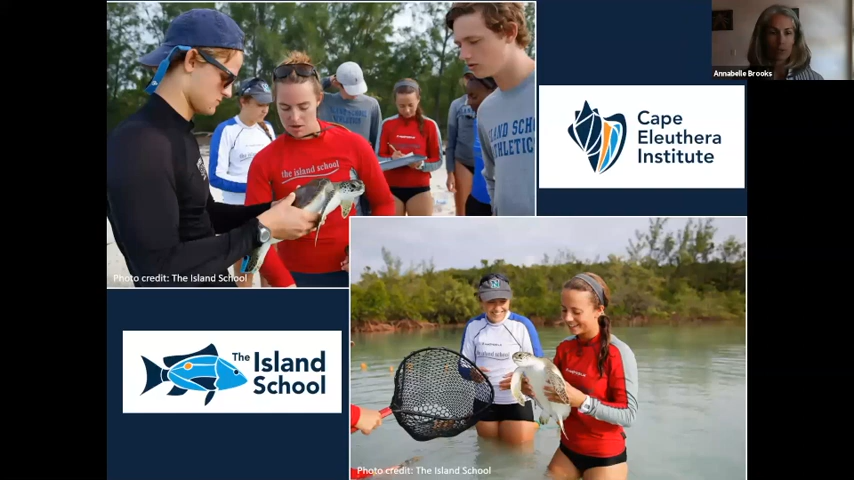 Annabelle Brooks
the island school
ISLAND SCHO
ATHLETIC
Cape
Eleuthera
Institute
Photo credit: The Island School
The Island
School
Photo credit: The Island School